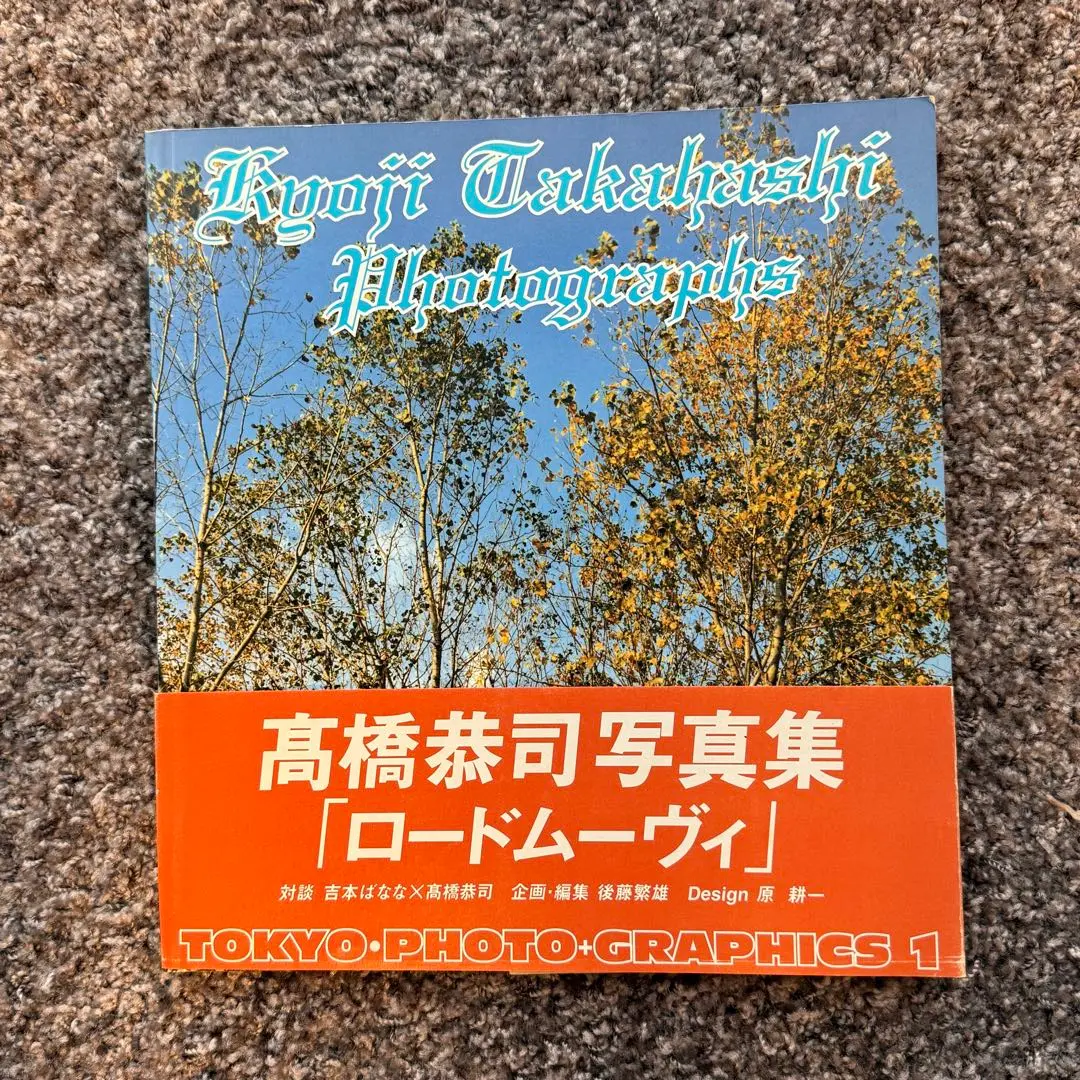 Kyoji Takahashi
Photographs
髙橋恭司写真集
「ロードムーヴィ」
対談 吉本ばなな×髙橋恭司 企画・編集 後藤繁雄 Design 原 耕一
TOKYO・PHOTO+GRAPHICS 1